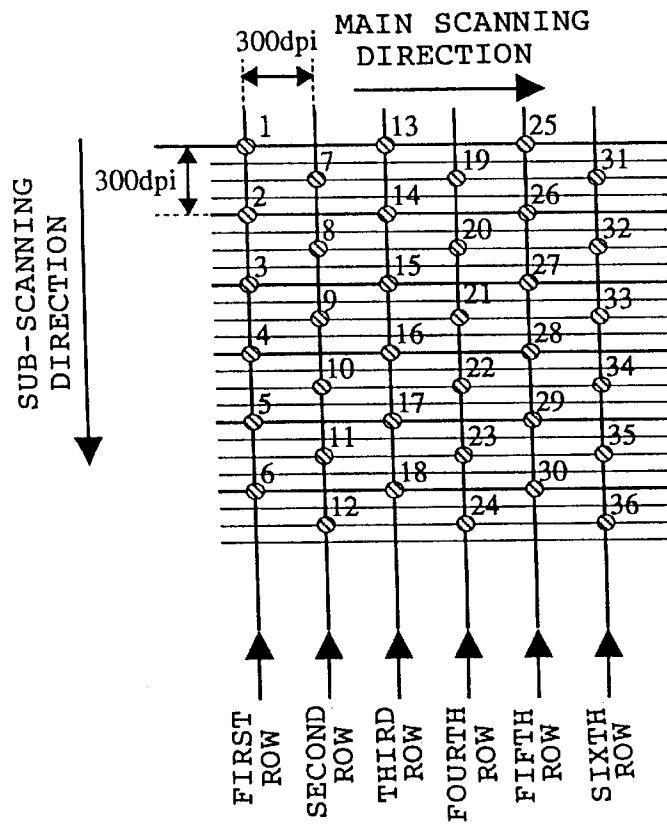 MAIN SCANNING
DIRECTION
300dpi
1
13
25
7
19
31
300dpi
2
14
26
8
20
32
3
15
27
9
21
33
4
16
28
10
22
34
5
17
29
11
23
35
6
18
30
12
24
36
SUB-SCANNING
DIRECTION
FIRST
ROW
SECOND
ROW
THIRD
ROW
FOURTH
ROW
FIFTH
ROW
SIXTH
ROW